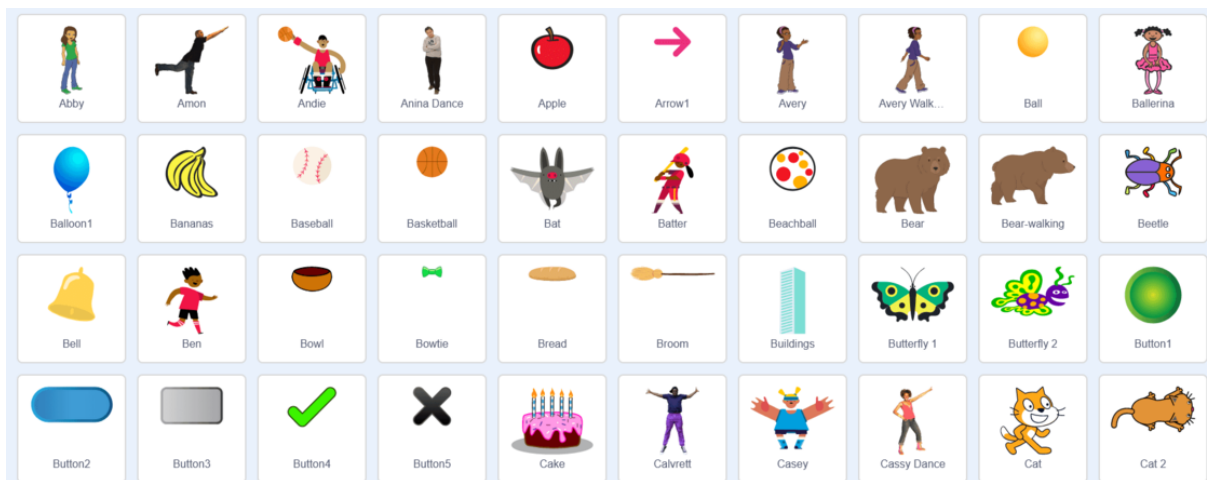 Abby Amon Andie Anina Dance Apple Arrow1 Avery Avery Walk... Ball Ballerina
Balloon1 Bananas Baseball Basketball Bat Batter Beachball Bear Bear-walking Beetle
Bell Ben Bowl Bowtie Bread Broom Buildings Butterfly 1 Butterfly 2 Button1
Button2 Button3 Button4 Button5 Cake Calvrett Casey Cassy Dance Cat Cat 2